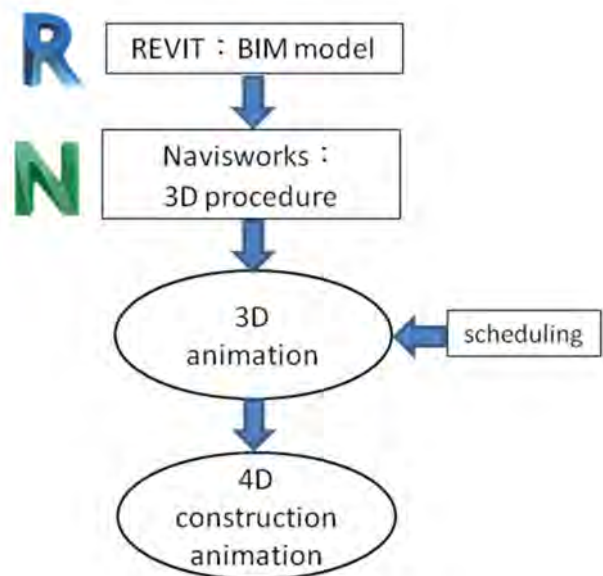 R
REVIT：BIM model
N
Navisworks：
3D procedure
3D
animation
scheduling
4D
construction
animation